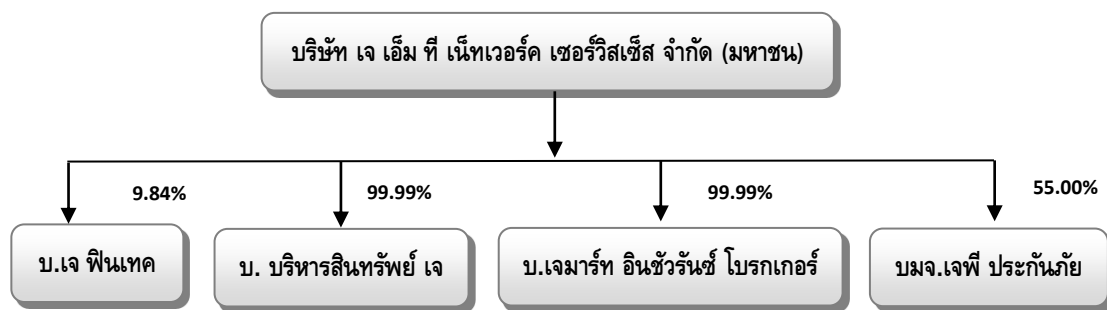 บริษัท เจ เอ็ม ที เน็ทเวอร์ค เซอร์วิสเซ็ส จำกัด (มหาชน)
9.84%
99.99%
99.99%
55.00%
บ.เจ ฟินเทค
บ. บริหารสินทรัพย์ เจ
บ.เจมาร์ท อินชัวรันซ์ โบรกเกอร์
บมจ.เจพี ประกันภัย